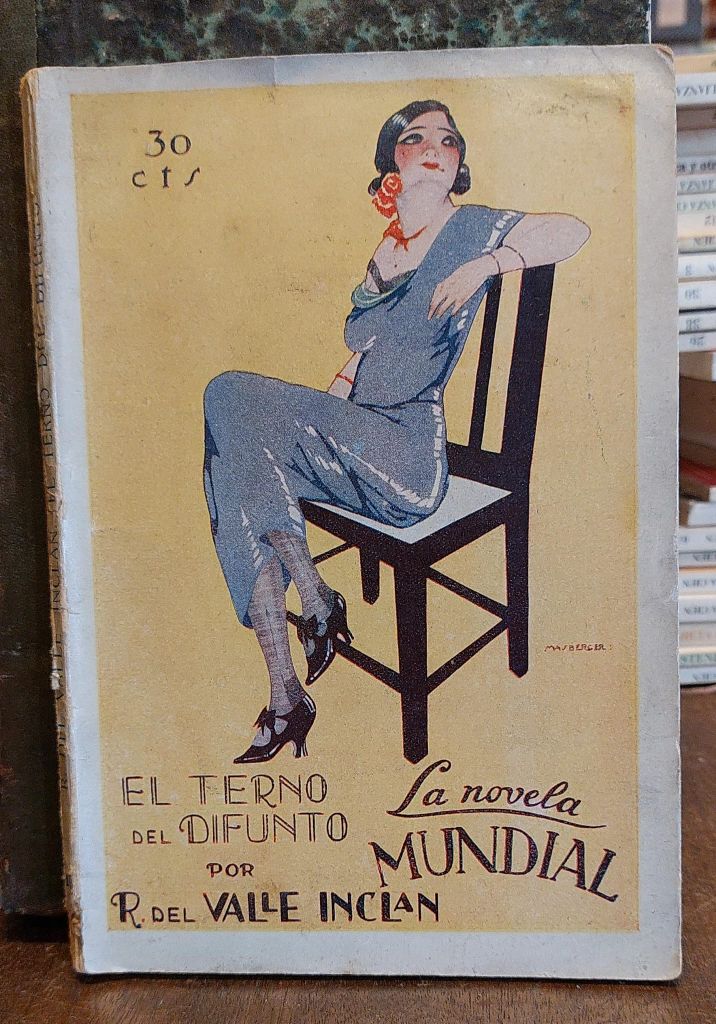 30
cts
MASBERGER
EL TERNO
DEL DIFUNTO
POR
R. DEL VALLE INCLAN
La novela
MUNDIAL